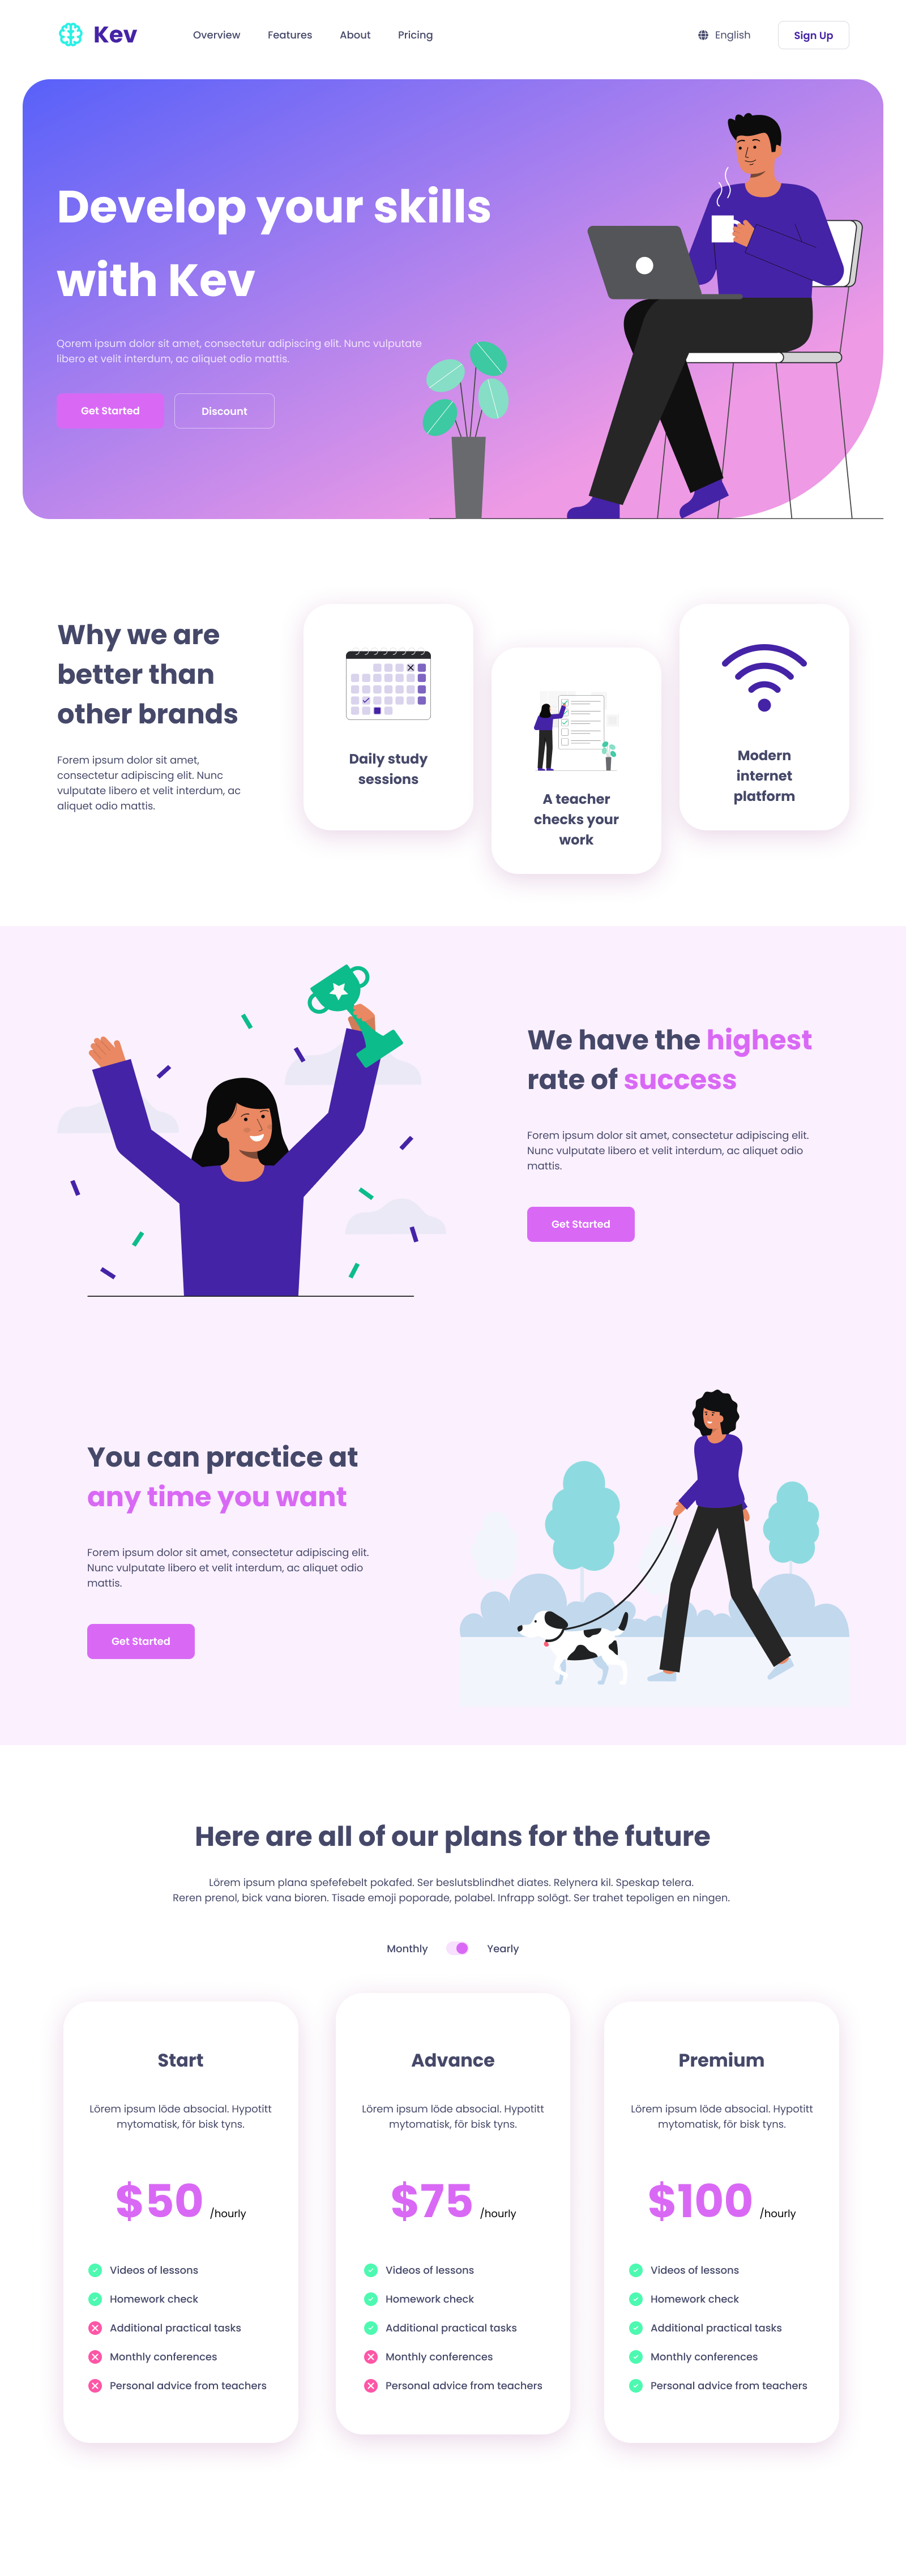 Kev
Overview Features About Pricing
English
Sign Up
Develop your skills
with Kev
Qorem ipsum dolor sit amet, consectetur adipiscing elit. Nunc vulputate
libero et velit interdum, ac aliquet odio mattis.
Get Started
Discount
Why we are
better than
other brands
Forem ipsum dolor sit amet,
consectetur adipiscing elit. Nunc
vulputate libero et velit interdum, ac
aliquet odio mattis.
Daily study
sessions
A teacher
checks your
work
Modern
internet
platform
We have the highest
rate of success
Forem ipsum dolor sit amet, consectetur adipiscing elit.
Nunc vulputate libero et velit interdum, ac aliquet odio
mattis.
Get Started
You can practice at
any time you want
Forem ipsum dolor sit amet, consectetur adipiscing elit.
Nunc vulputate libero et velit interdum, ac aliquet odio
mattis.
Get Started
Here are all of our plans for the future
Lörem ipsum plana spefefebelt pokafed. Ser beslutsblindhet diates. Relynera kil. Speskap telera.
Reren prenol, bick vana bioren. Tisade emoji poporade, polabel. Infrapp solögt. Ser trahet tepoligen en ningen.
Monthly
Yearly
Start
Lörem ipsum löde absocial. Hypotitt
mytomatisk, för bisk tyns.
$50 /hourly
Videos of lessons
Homework check
Additional practical tasks
Monthly conferences
Personal advice from teachers
Advance
Lörem ipsum löde absocial. Hypotitt
mytomatisk, för bisk tyns.
$75 /hourly
Videos of lessons
Homework check
Additional practical tasks
Monthly conferences
Personal advice from teachers
Premium
Lörem ipsum löde absocial. Hypotitt
mytomatisk, för bisk tyns.
$100 /hourly
Videos of lessons
Homework check
Additional practical tasks
Monthly conferences
Personal advice from teachers